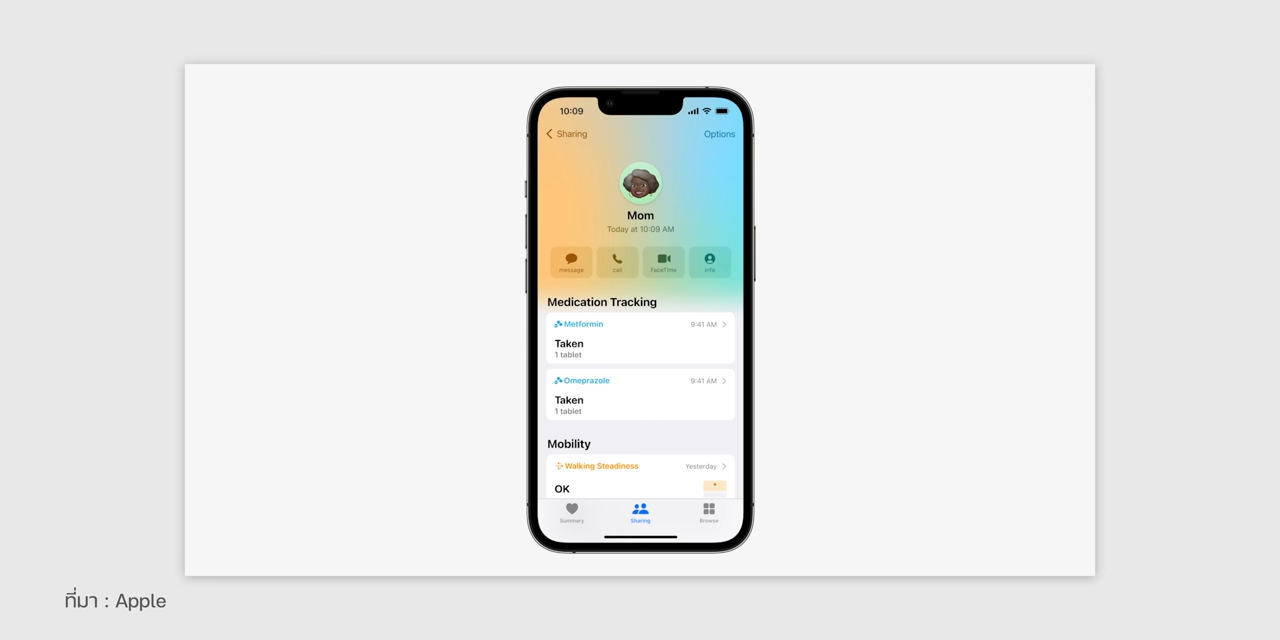 10:09
Sharing
Options
Mom
Today at 10:09 AM
message call FaceTime info
Medication Tracking
Metformin 9:41 AM
Taken
1 tablet
Omeprazole 9:41 AM
Taken
1 tablet
Mobility
Walking Steadiness Yesterday
OK
Summary Sharing Browse
ที่มา : Apple